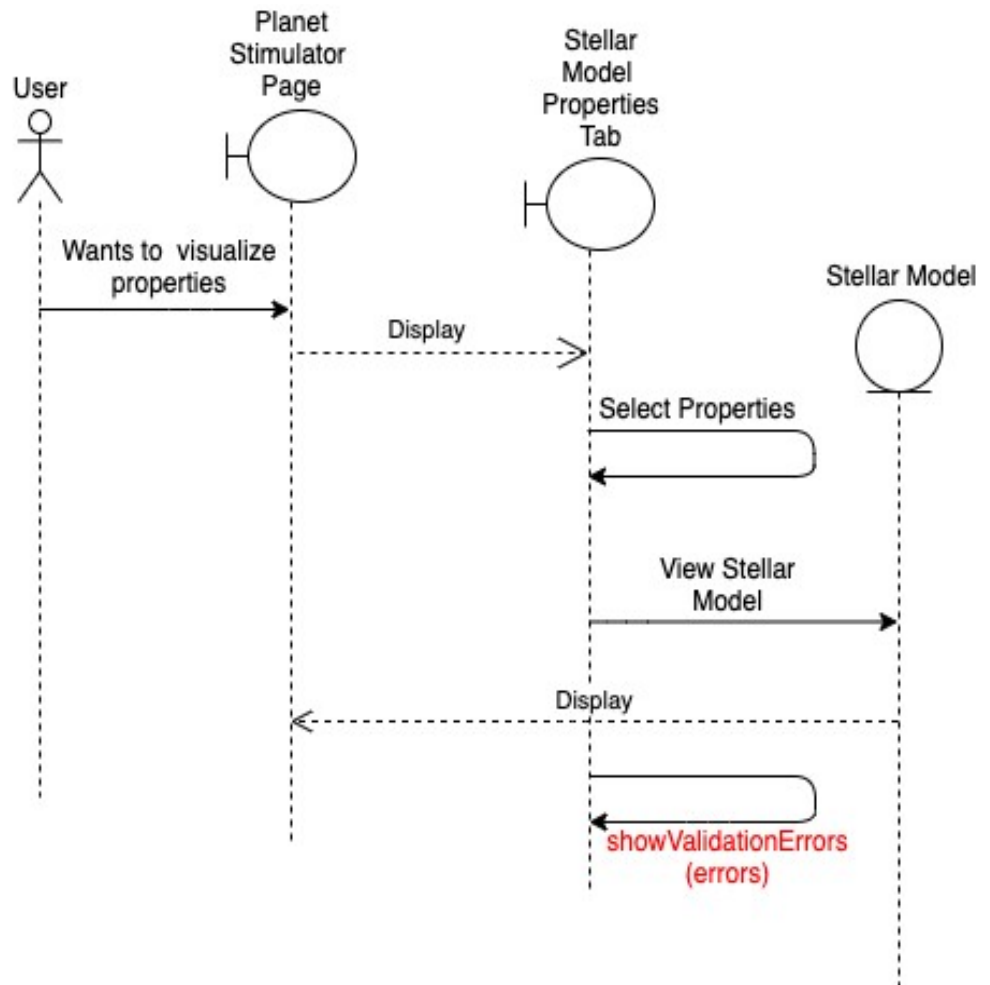 User
Planet
Stimulator
Page
Stellar
Model
Properties
Tab
Wants to visualize
properties
Stellar Model
Display
Select Properties
View Stellar
Model
Display
showValidationErrors
(errors)